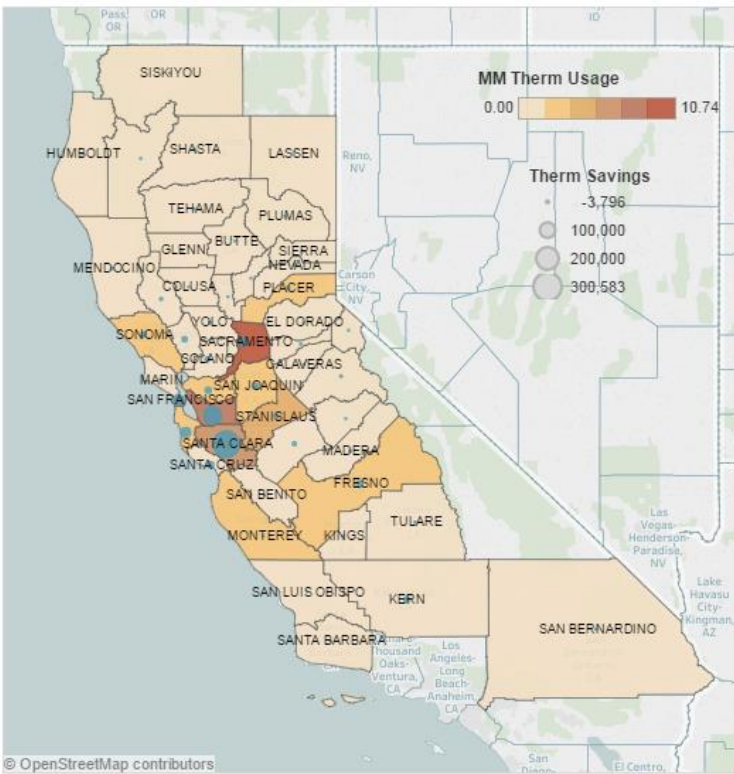 Pass,
OR
OR
ID
SISKIYOU
MM Therm Usage
0.00
10.74
HUMBOLDT
SHASTA
LASSEN
Reno,
NV
Therm Savings
-3,796
100,000
200,000
300,583
TEHAMA
PLUMAS
GLENN
BUTTE
SIERRA
NEVADA
MENDOCINO
COLUSA
PLACER
Carson
City,
NV
SONOMA
YOLO
EL DORADO
SACRAMENTO
SOLANO
CALAVERAS
MARIN
SAN JOAQUIN
SAN FRANCISCO
STANISLAUS
SANTA CLARA
MADERA
SANTA CRUZ
FRESNO
SAN BENITO
TULARE
MONTEREY
KINGS
Las
Vegas-
Henderson-
Paradise,
NV
SAN LUIS OBISPO
KERN
Lake
Havasu
City-
Kingman,
AZ
SAN BERNARDINO
SANTA BARBARA
Thousand
Oaks-
Ventura,
CA
Los
Angeles-
Long
Beach-
Anaheim,
CA
San
El Centro,
© OpenStreetMap contributors